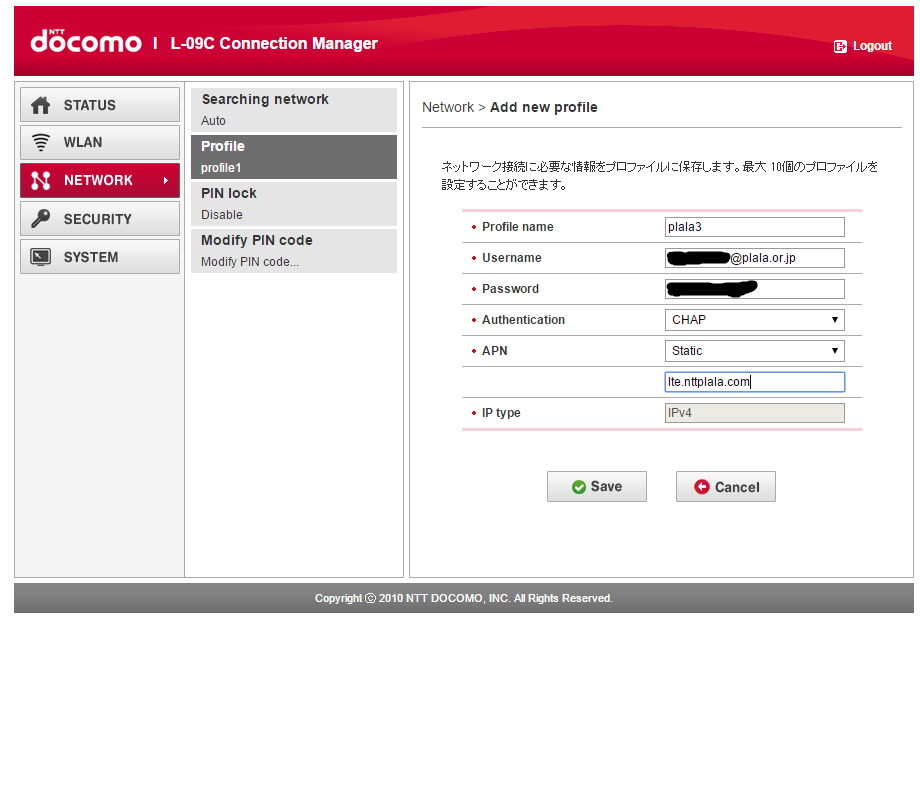 NTT
docomo | L-09C Connection Manager
Logout
STATUS
WLAN
NETWORK
SECURITY
SYSTEM
Searching network
Auto
Profile
profile1
PIN lock
Disable
Modify PIN code
Modify PIN code...
Network > Add new profile
ネットワーク接続に必要な情報をプロファイルに保存します。最大 10個のプロファイルを
設定することができます。
Profile name plala3
Username @plala.or.jp
Password
Authentication CHAP
APN Static
lte.nttplala.com
IP type IPv4
Save Cancel
Copyright ⓒ 2010 NTT DOCOMO, INC. All Rights Reserved.